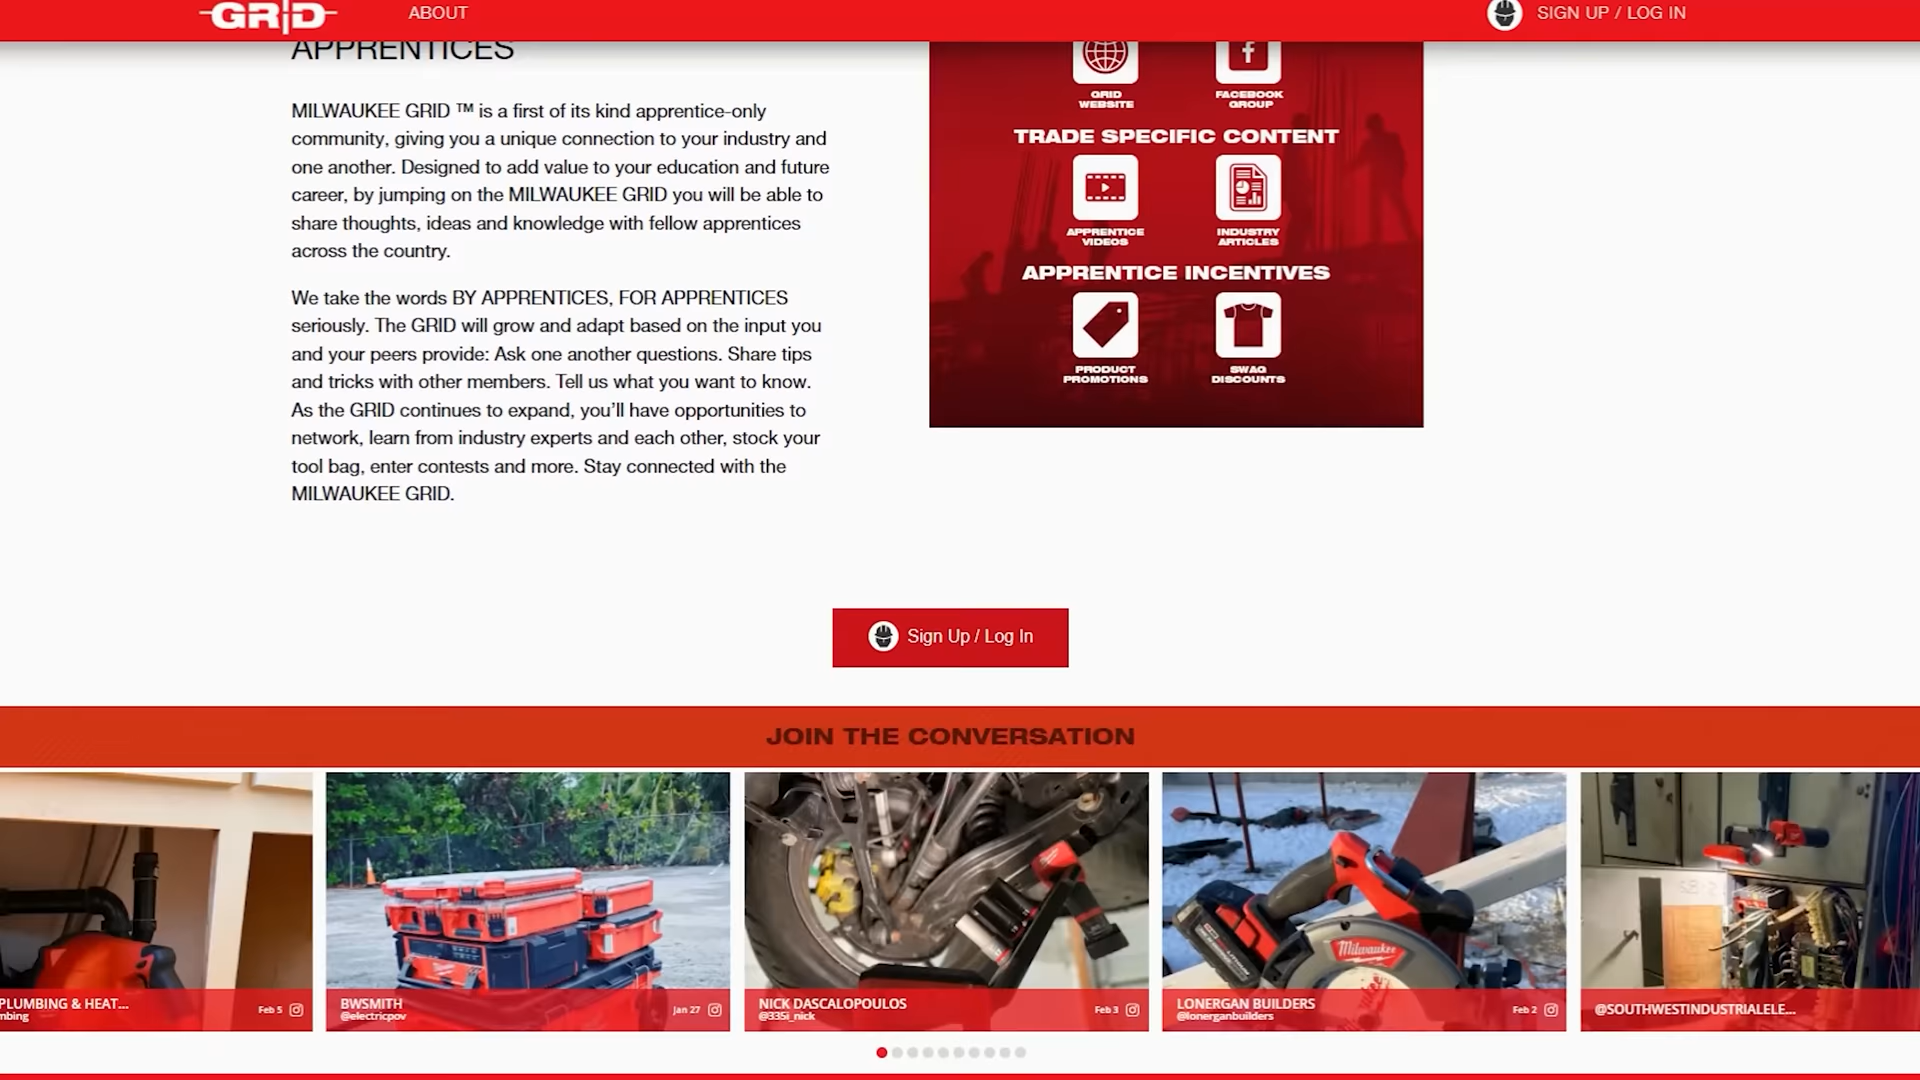 GRID
ABOUT
SIGN UP / LOG IN
APPRENTICES
MILWAUKEE GRID ™ is a first of its kind apprentice-only
community, giving you a unique connection to your industry and
one another. Designed to add value to your education and future
career, by jumping on the MILWAUKEE GRID you will be able to
share thoughts, ideas and knowledge with fellow apprentices
across the country.
We take the words BY APPRENTICES, FOR APPRENTICES
seriously. The GRID will grow and adapt based on the input you
and your peers provide: Ask one another questions. Share tips
and tricks with other members. Tell us what you want to know.
As the GRID continues to expand, you’ll have opportunities to
network, learn from industry experts and each other, stock your
tool bag, enter contests and more. Stay connected with the
MILWAUKEE GRID.
GRID
WEBSITE
FACEBOOK
GROUP
TRADE SPECIFIC CONTENT
APPRENTICE
VIDEOS
INDUSTRY
ARTICLES
APPRENTICE INCENTIVES
PRODUCT
PROMOTIONS
SWAG
DISCOUNTS
Sign Up / Log In
JOIN THE CONVERSATION
PLUMBING & HEAT...
mbing
Feb 5
BWSMITH
@electricpov
Jan 27
NICK DASCALOPOULOS
@335i_nick
Feb 3
Milwaukee
LONERGAN BUILDERS
@lonerganbuilders
Feb 2
@SOUTHWESTINDUSTRIALELE...